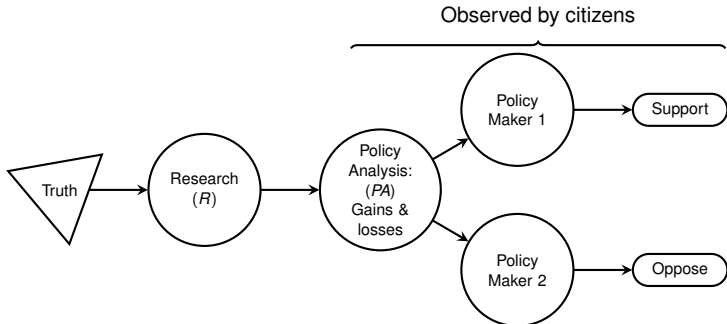 Observed by citizens
Truth
Research
(R)
Policy
Analysis:
(PA)
Gains &
losses
Policy
Maker 1
Support
Policy
Maker 2
Oppose